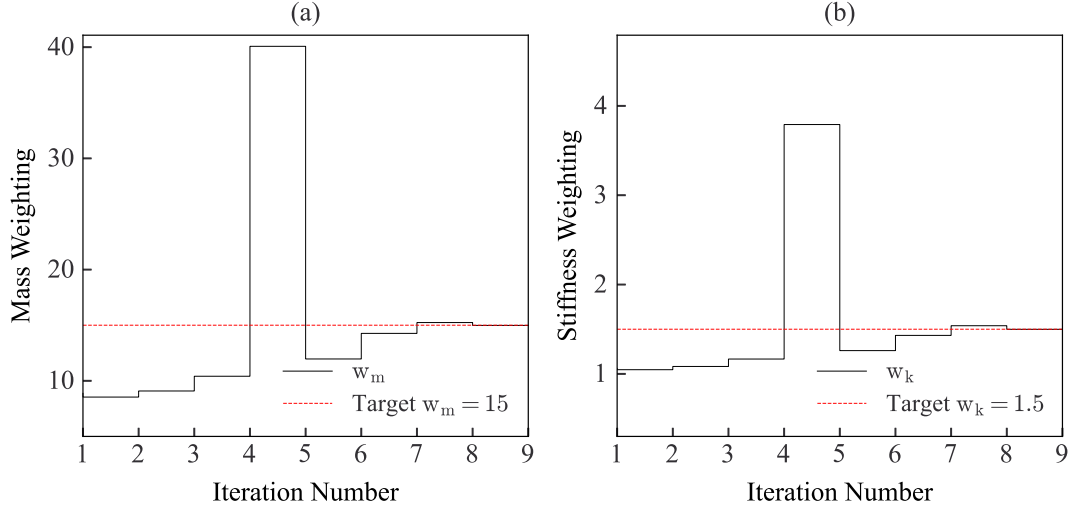 (a)
Mass Weighting
40
30
20
10
w_m
Target w_m = 15
1 2 3 4 5 6 7 8 9
Iteration Number
(b)
Stiffness Weighting
4
3
2
1
w_k
Target w_k = 1.5
1 2 3 4 5 6 7 8 9
Iteration Number